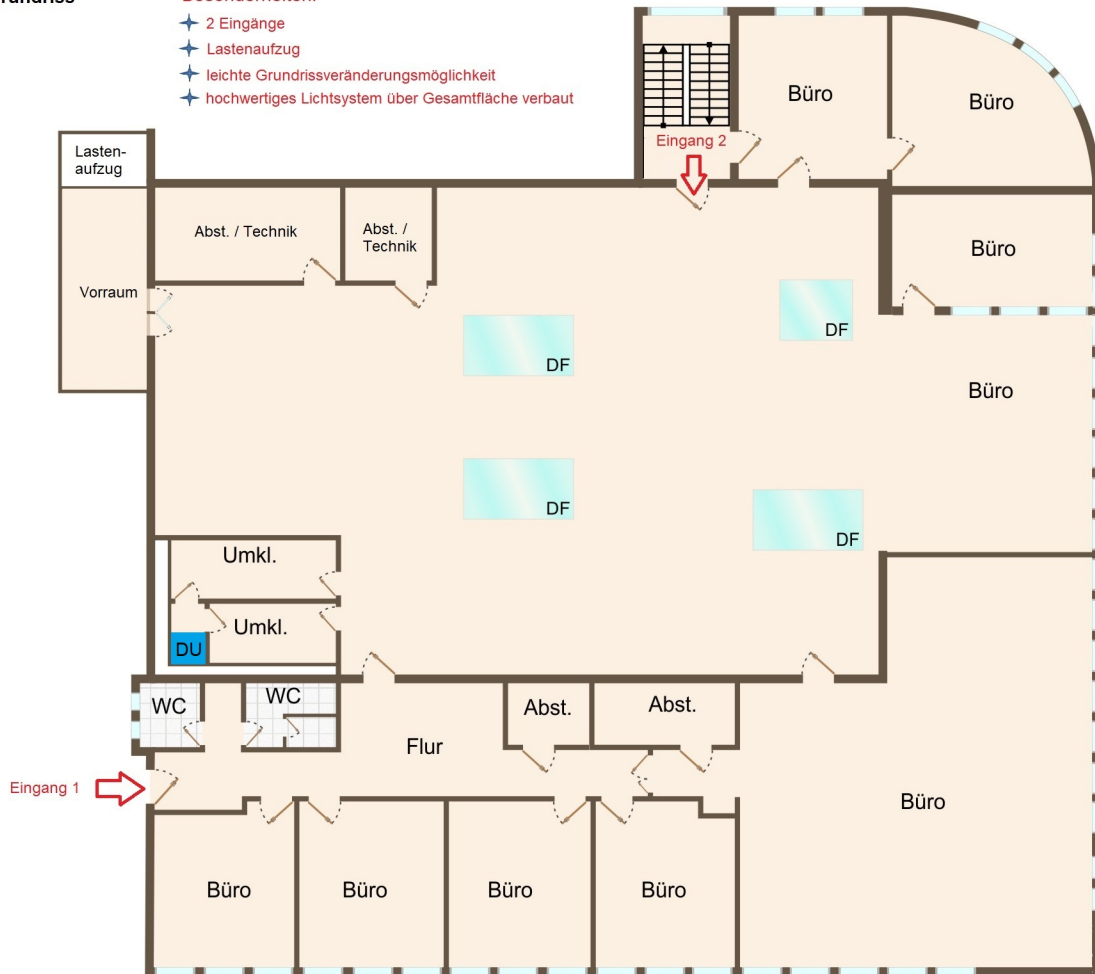 Besonderheiten:
2 Eingänge
Lastenaufzug
leichte Grundrissveränderungsmöglichkeit
hochwertiges Lichtsystem über Gesamtfläche verbaut
Büro
Büro
Eingang 2
Lasten-
aufzug
Abst. / Technik
Abst. /
Technik
Büro
Vorraum
DF
DF
Büro
DF
DF
Umkl.
Umkl.
DU
WC
WC
Abst.
Abst.
Flur
Eingang 1
Büro
Büro
Büro
Büro
Büro